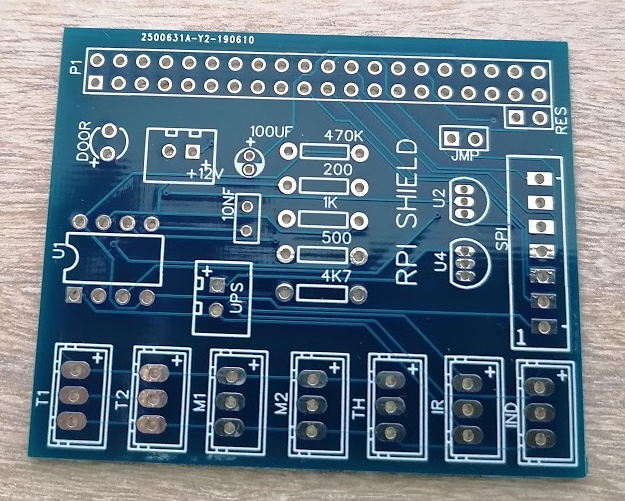 2500631A-Y2-190610
P1
RES
DOOR
+
+12V
+
100UF
+
470K
JMP
200
10NF
1K
500
4K7
RPI SHIELD
U2
U4
SPI
1
U1
UPS
+
T1
+
T2
+
M1
+
M2
+
TH
+
IR
+
IND
+